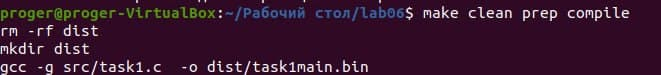 proger@proger-VirtualBox:~/Рабочий стол/lab06$ make clean prep compile
rm -rf dist
mkdir dist
gcc -g src/task1.c  -o dist/task1main.bin